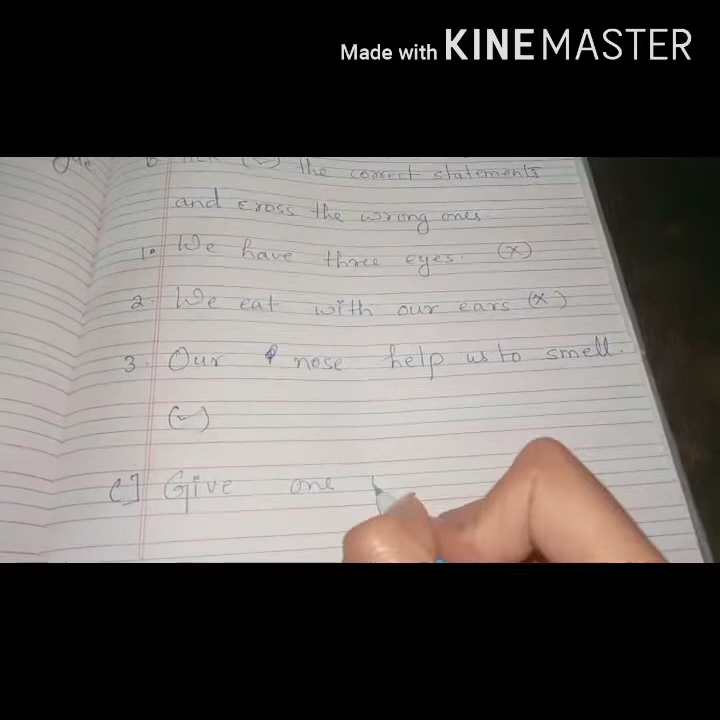 Made with KINEMASTER
the correct statements
and cross the wrong ones.
1. We have three eyes. (x)
2. We eat with our ears (x)
3. Our nose help us to smell.
(✓)
C] Give one